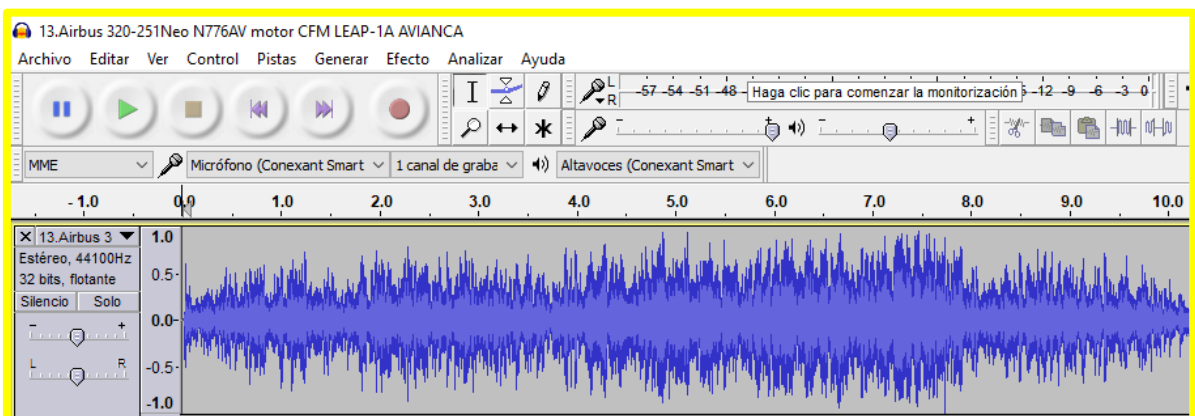 13.Airbus 320-251Neo N776AV motor CFM LEAP-1A AVIANCA
Archivo Editar Ver Control Pistas Generar Efecto Analizar Ayuda
L
R
-57 -54 -51 -48 Haga clic para comenzar la monitorización -12 -9 -6 -3 0
- + - +
MME Micrófono (Conexant Smart 1 canal de graba Altavoces (Conexant Smart
- 1.0 0.0 1.0 2.0 3.0 4.0 5.0 6.0 7.0 8.0 9.0 10.0
X 13.Airbus 3 1.0
Estéreo, 44100Hz
32 bits, flotante 0.5
Silencio Solo
- + 0.0
L R -0.5
-1.0